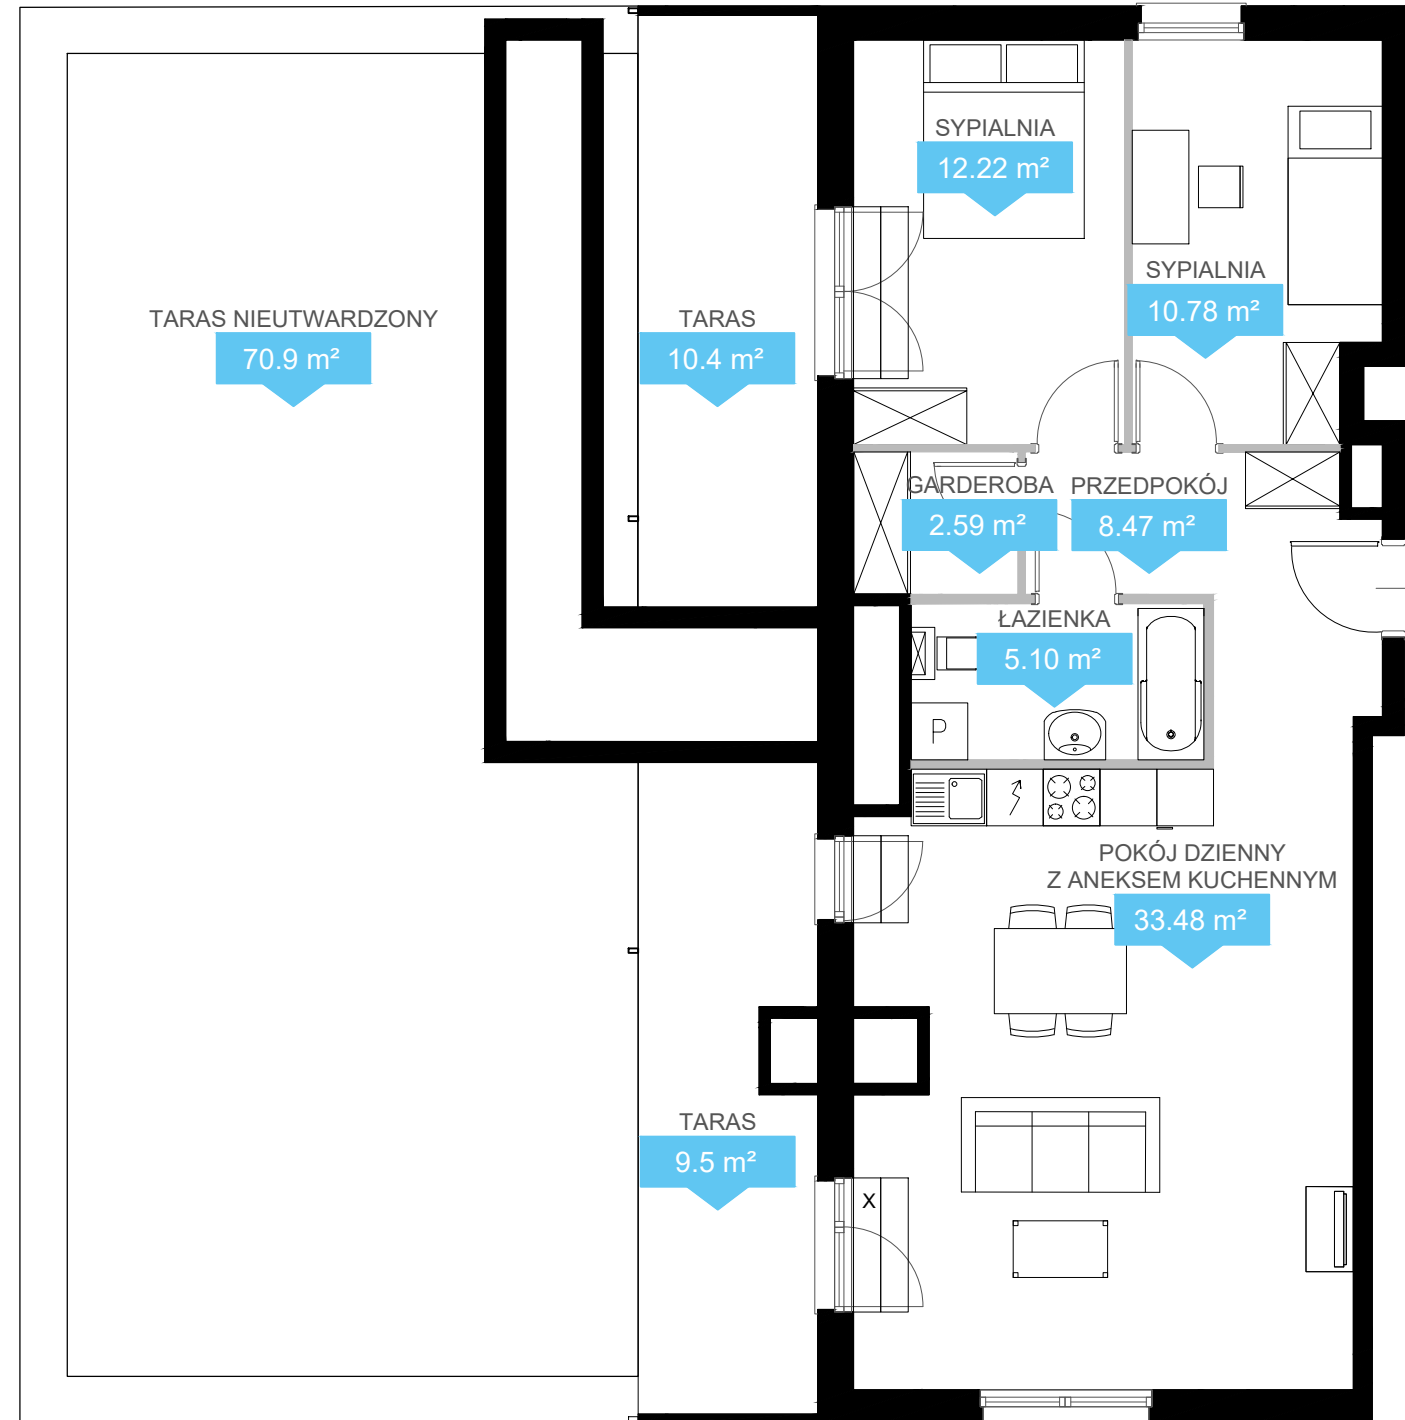 SYPIALNIA
12.22 m²
SYPIALNIA
10.78 m²
TARAS NIEUTWARDZONY
70.9 m²
TARAS
10.4 m²
GARDEROBA
2.59 m²
PRZEDPOKÓJ
8.47 m²
ŁAZIENKA
5.10 m²
P
POKÓJ DZIENNY
Z ANEKSEM KUCHENNYM
33.48 m²
TARAS
9.5 m²
X